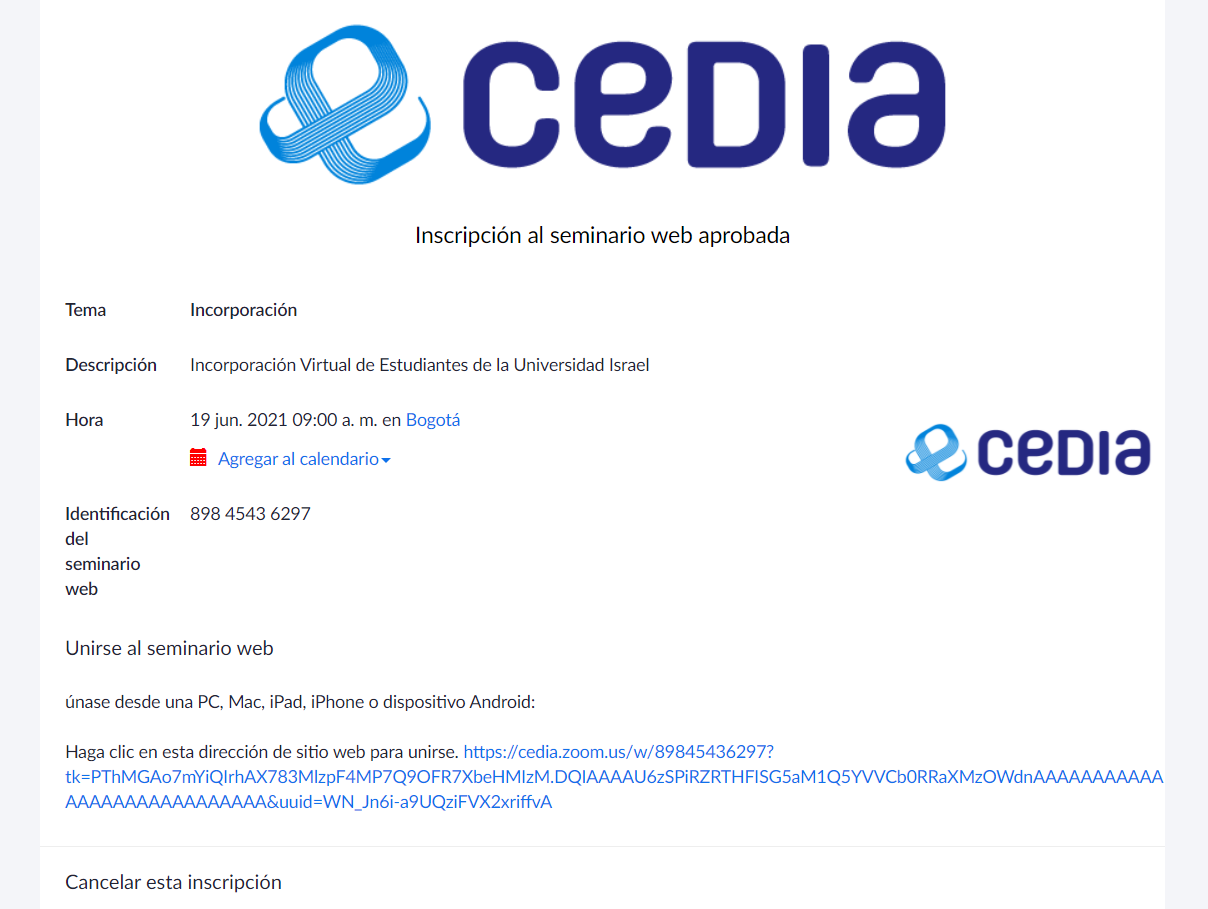 cedia
Inscripción al seminario web aprobada
Tema Incorporación
Descripción Incorporación Virtual de Estudiantes de la Universidad Israel
Hora 19 jun. 2021 09:00 a. m. en Bogotá
Agregar al calendario
cedia
Identificación 898 4543 6297
del
seminario
web
Unirse al seminario web
únase desde una PC, Mac, iPad, iPhone o dispositivo Android:
Haga clic en esta dirección de sitio web para unirse. https://cedia.zoom.us/w/89845436297?
tk=PThMGAo7mYiQIrhAX783MlzpF4MP7Q9OFR7XbeHMIzM.DQIAAAAU6zSPiRZRTHFISG5aM1Q5YVVCb0RRaXMzOWdnAAAAAAAAAAA
AAAAAAAAAAAAAAAAA&uuid=WN_Jn6i-a9UQziFVX2xriffvA
Cancelar esta inscripción